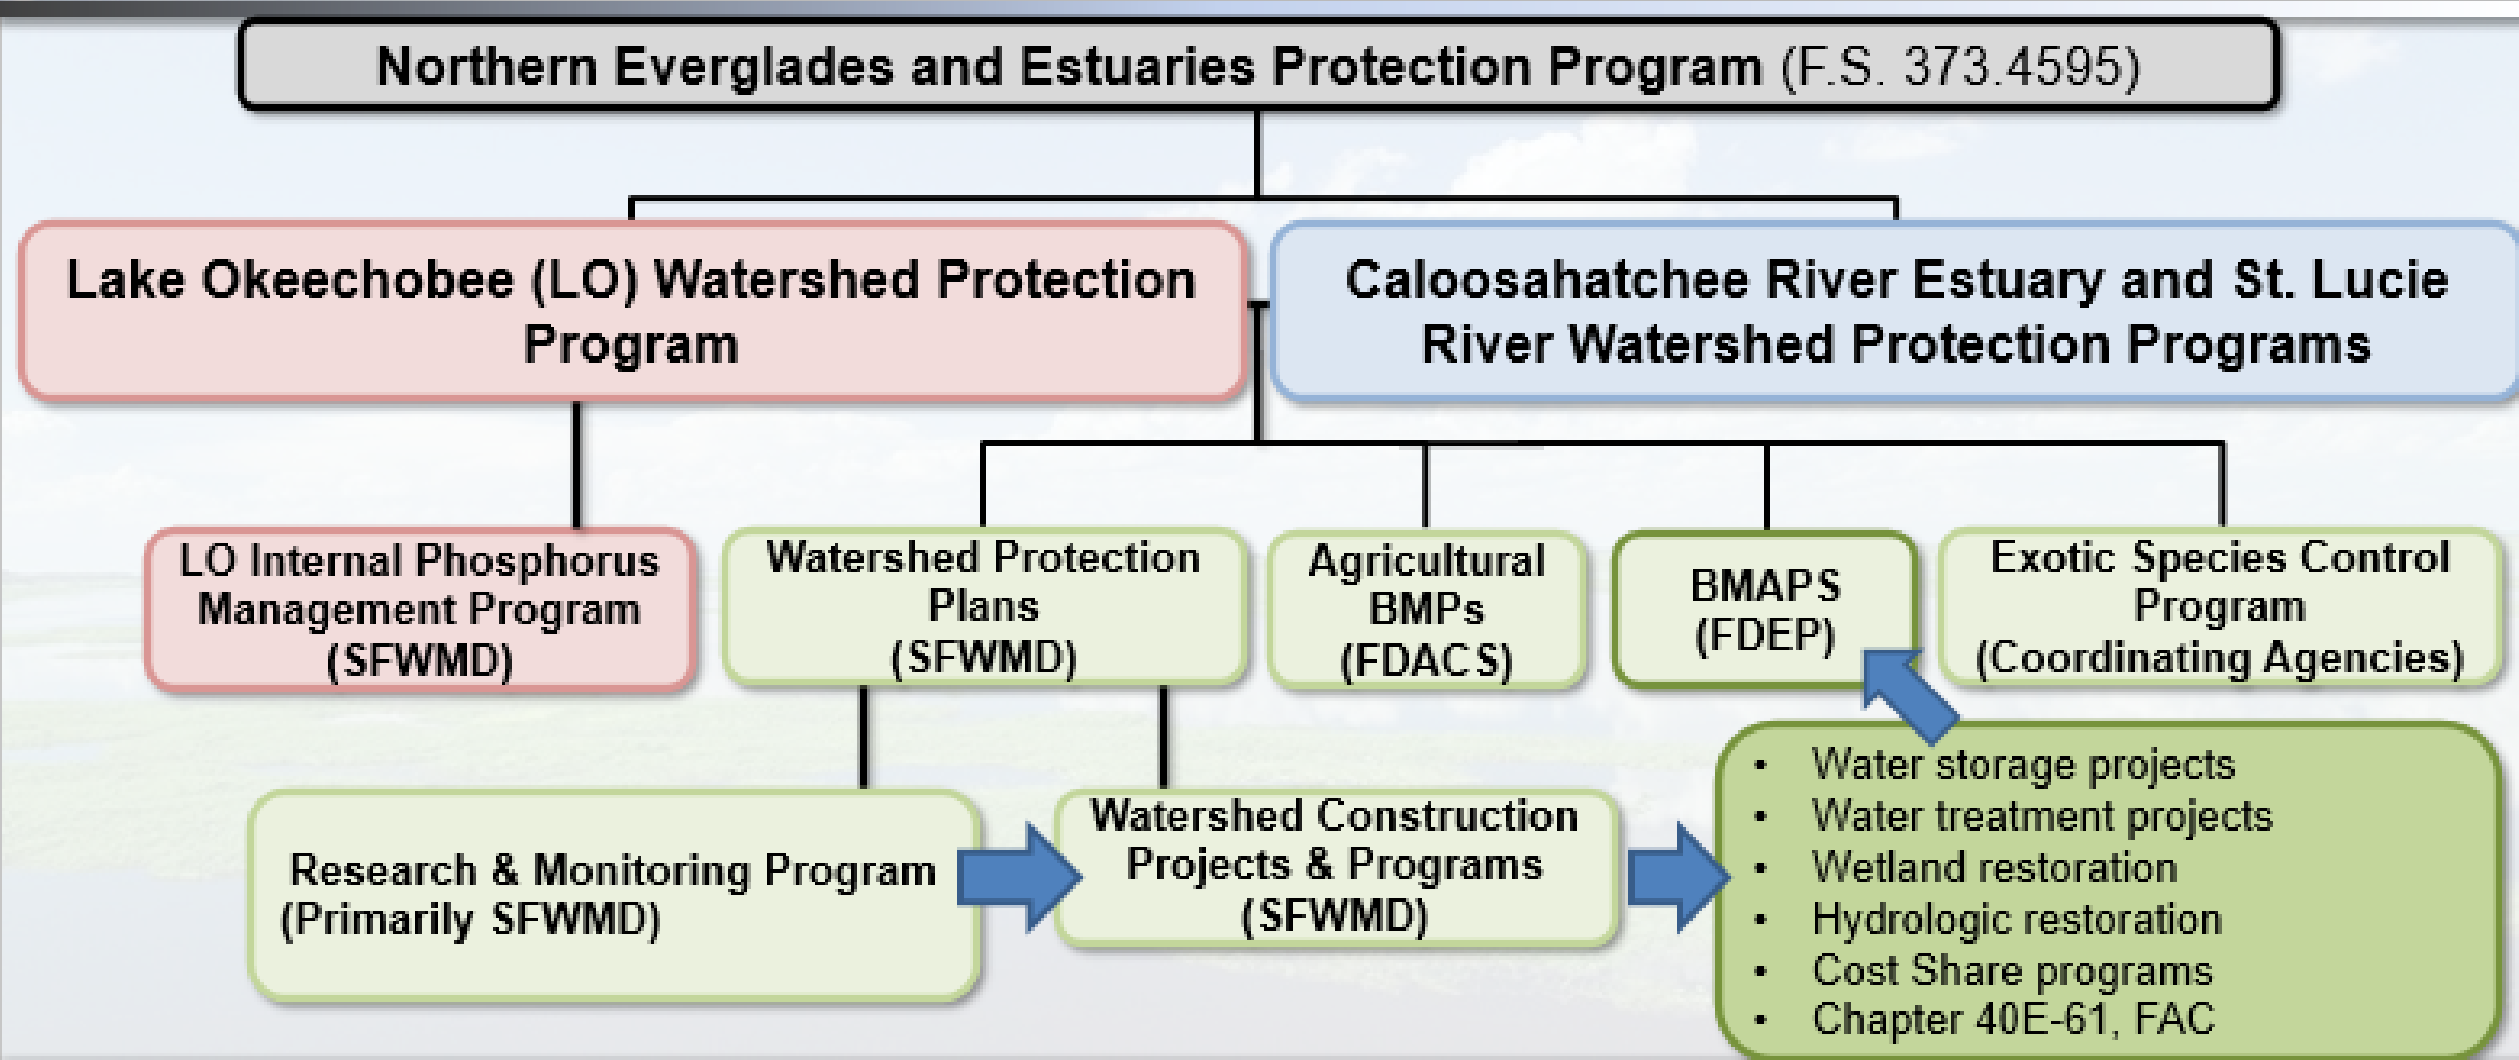 Northern Everglades and Estuaries Protection Program (F.S. 373.4595)
Lake Okeechobee (LO) Watershed Protection
Program
Caloosahatchee River Estuary and St. Lucie
River Watershed Protection Programs
LO Internal Phosphorus
Management Program
(SFWMD)
Watershed Protection
Plans
(SFWMD)
Agricultural
BMPs
(FDACS)
BMAPS
(FDEP)
Exotic Species Control
Program
(Coordinating Agencies)
Research & Monitoring Program
(Primarily SFWMD)
Watershed Construction
Projects & Programs
(SFWMD)
• Water storage projects
• Water treatment projects
• Wetland restoration
• Hydrologic restoration
• Cost Share programs
• Chapter 40E-61, FAC